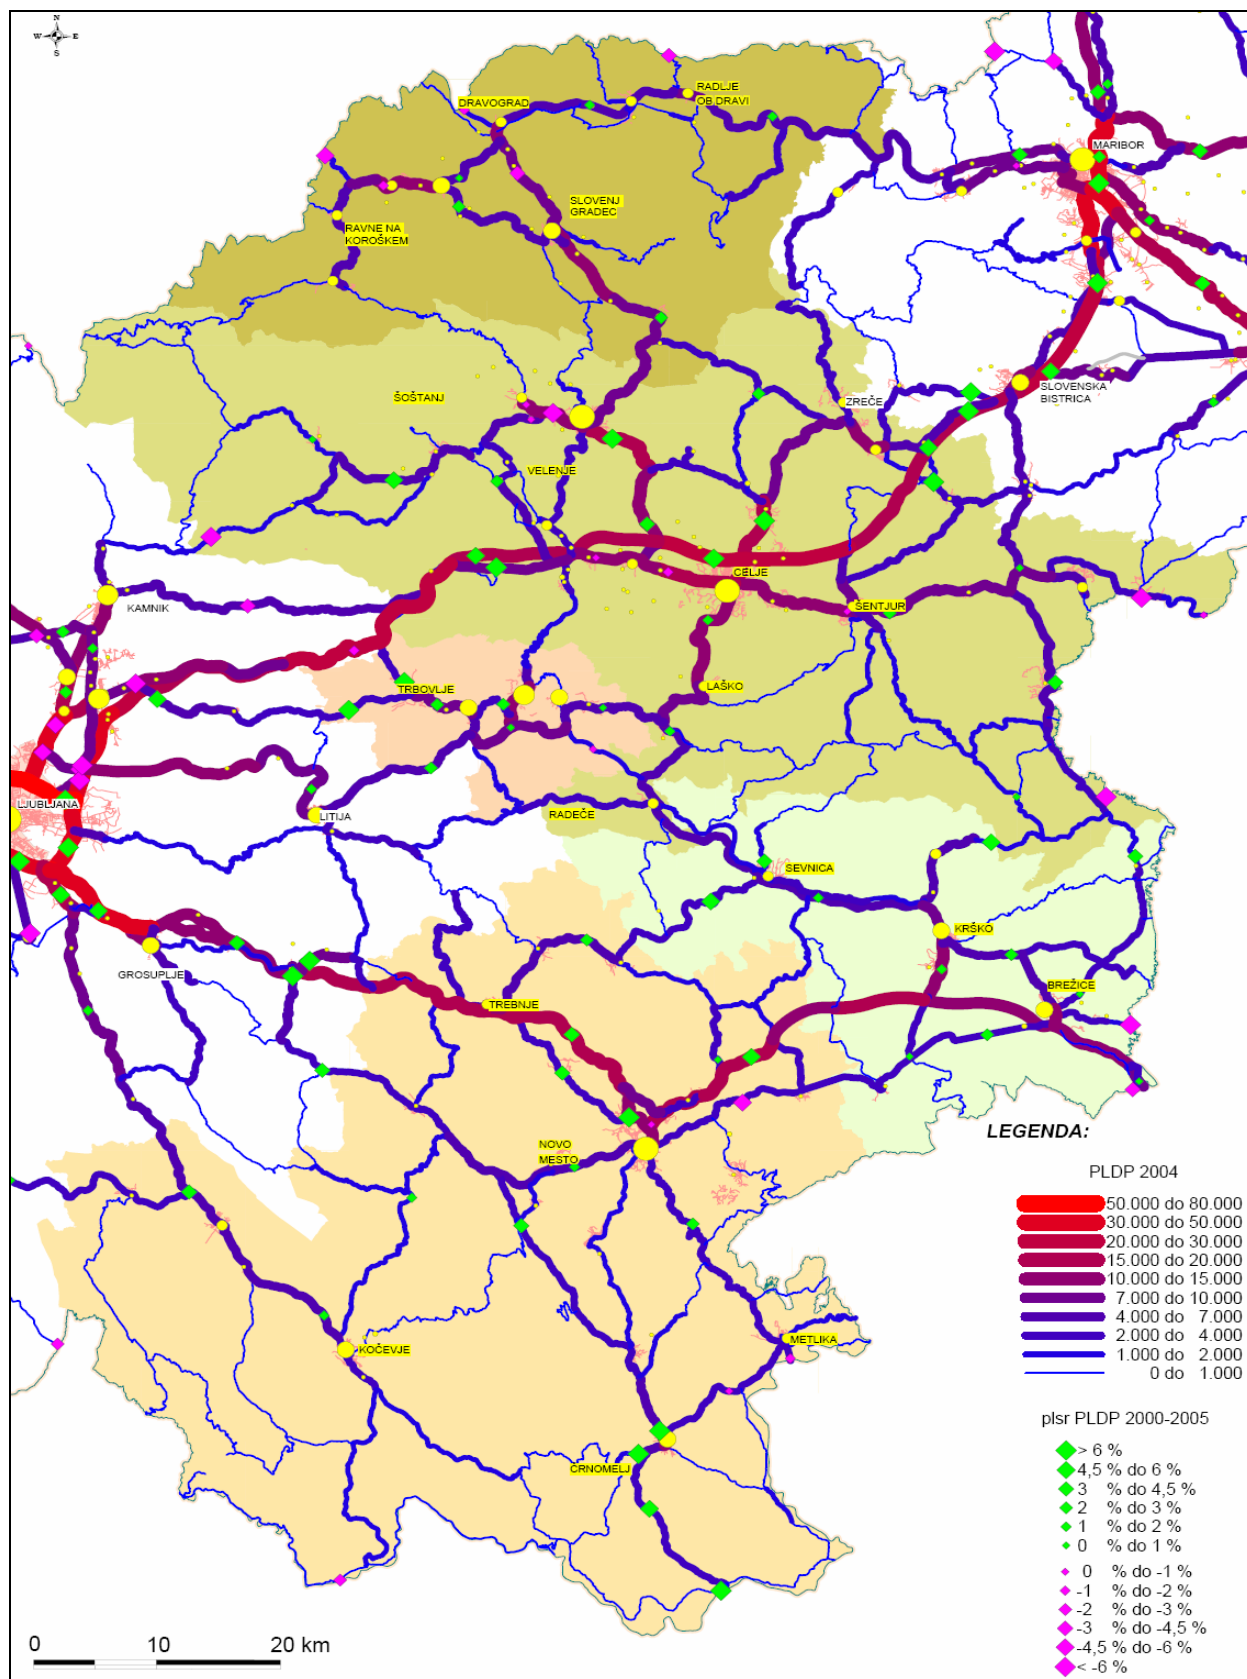 N
W E
S
RADLJE
OB DRAVI
DRAVOGRAD
MARIBOR
SLOVENJ
GRADEC
RAVNE NA
KOROŠKEM
SLOVENSKA
BISTRICA
ŠOŠTANJ
ZREČE
VELENJE
CELJE
KAMNIK
ŠENTJUR
TRBOVLJE
LAŠKO
LJUBLJANA
LITIJA
RADEČE
SEVNICA
KRŠKO
GROSUPLJE
BREŽICE
TREBNJE
NOVO
MESTO
METLIKA
KOČEVJE
ČRNOMELJ
LEGENDA:
PLDP 2004
50.000 do 80.000
30.000 do 50.000
20.000 do 30.000
15.000 do 20.000
10.000 do 15.000
7.000 do 10.000
4.000 do 7.000
2.000 do 4.000
1.000 do 2.000
0 do 1.000
plsr PLDP 2000-2005
> 6 %
4,5 % do 6 %
3 % do 4,5 %
2 % do 3 %
1 % do 2 %
0 % do 1 %
0 % do -1 %
-1 % do -2 %
-2 % do -3 %
-3 % do -4,5 %
-4,5 % do -6 %
< -6 %
0 10 20 km